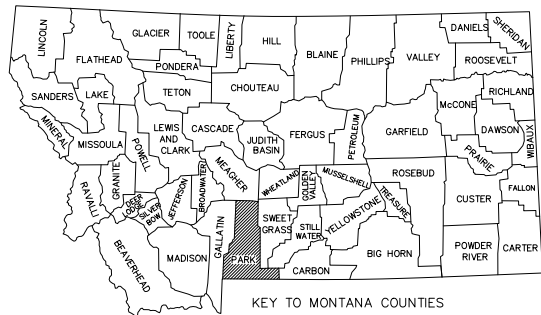 LINCOLN
FLATHEAD
GLACIER
TOOLE
LIBERTY
HILL
BLAINE
PHILLIPS
VALLEY
DANIELS
SHERIDAN
ROOSEVELT
PONDERA
SANDERS
LAKE
TETON
CHOUTEAU
RICHLAND
McCONE
MINERAL
MISSOULA
POWELL
LEWIS
AND
CLARK
CASCADE
JUDITH
BASIN
FERGUS
PETROLEUM
GARFIELD
DAWSON
PRAIRIE
WIBAUX
RAVALLI
GRANITE
DEER
LODGE
SILVER
BOW
JEFFERSON
BROADWATER
MEAGHER
WHEATLAND
GOLDEN
VALLEY
MUSSELSHELL
TREASURE
ROSEBUD
CUSTER
FALLON
BEAVERHEAD
MADISON
GALLATIN
PARK
SWEET
GRASS
STILL
WATER
YELLOWSTONE
CARBON
BIG HORN
POWDER
RIVER
CARTER
KEY TO MONTANA COUNTIES